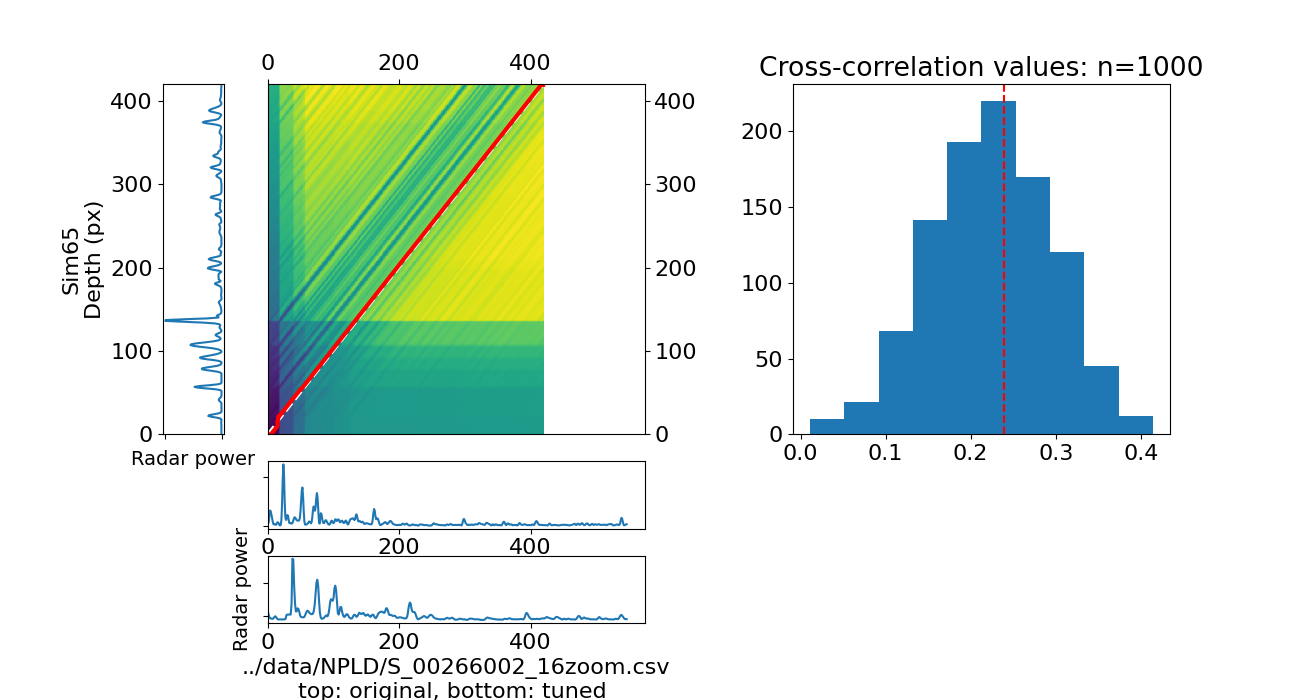 Cross-correlation values: n=1000
0 200 400
400
300
200
100
0
Sim65
Depth (px)
400
300
200
100
0
Radar power
200
150
100
50
0
0.0 0.1 0.2 0.3 0.4
0 200 400
Radar power
0 200 400
../data/NPLD/S_00266002_16zoom.csv
top: original, bottom: tuned